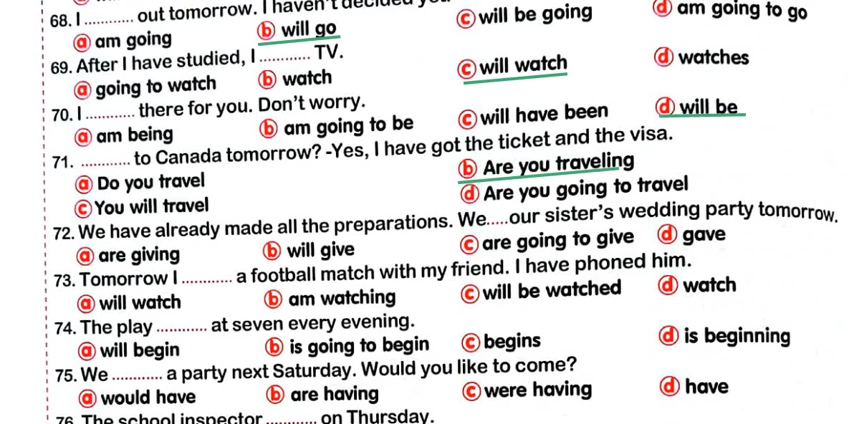 68. I ............ out tomorrow. I haven't decided
ⓐ am going ⓑ will go ⓒ will be going ⓓ am going to go
69. After I have studied, I ............ TV.
ⓐ going to watch ⓑ watch ⓒ will watch ⓓ watches
70. I ............ there for you. Don't worry.
ⓐ am being ⓑ am going to be ⓒ will have been ⓓ will be
71. ............ to Canada tomorrow? -Yes, I have got the ticket and the visa.
ⓐ Do you travel ⓑ Are you traveling
ⓒ You will travel ⓓ Are you going to travel
72. We have already made all the preparations. We.....our sister's wedding party tomorrow.
ⓐ are giving ⓑ will give ⓒ are going to give ⓓ gave
73. Tomorrow I ............ a football match with my friend. I have phoned him.
ⓐ will watch ⓑ am watching ⓒ will be watched ⓓ watch
74. The play ............ at seven every evening.
ⓐ will begin ⓑ is going to begin ⓒ begins ⓓ is beginning
75. We ............ a party next Saturday. Would you like to come?
ⓐ would have ⓑ are having ⓒ were having ⓓ have
76. The school inspector ............ on Thursday.